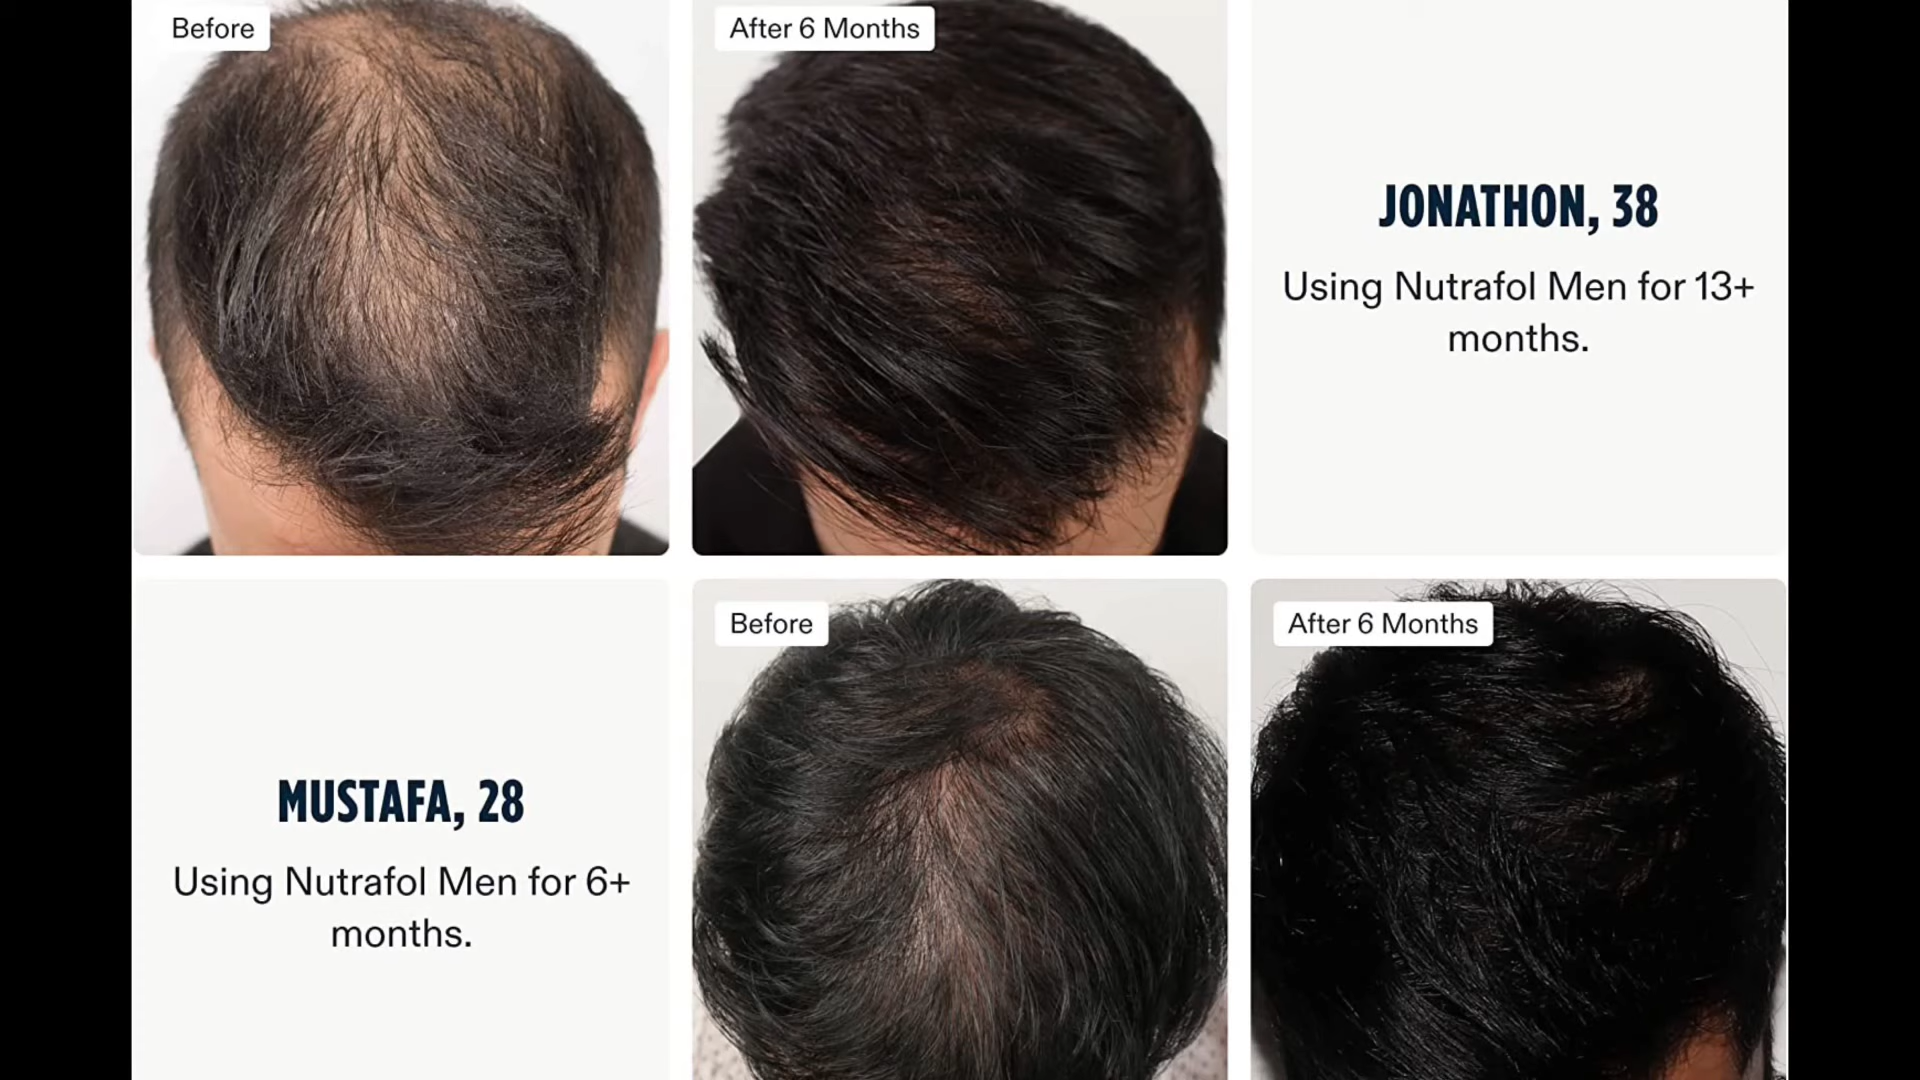 Before
After 6 Months
JONATHON, 38
Using Nutrafol Men for 13+
months.
MUSTAFA, 28
Using Nutrafol Men for 6+
months.
Before
After 6 Months